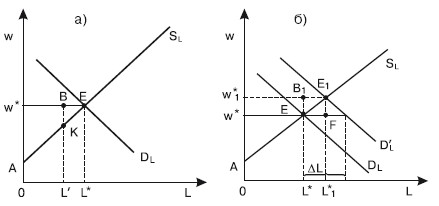 а)
w
S_L
B
E
w*
K
A
D_L
0
L′
L*
L
б)
w
S_L
E₁
B₁
w*₁
E
w*
F
A
D′_L
ΔL
D_L
0
L*
L*₁
L